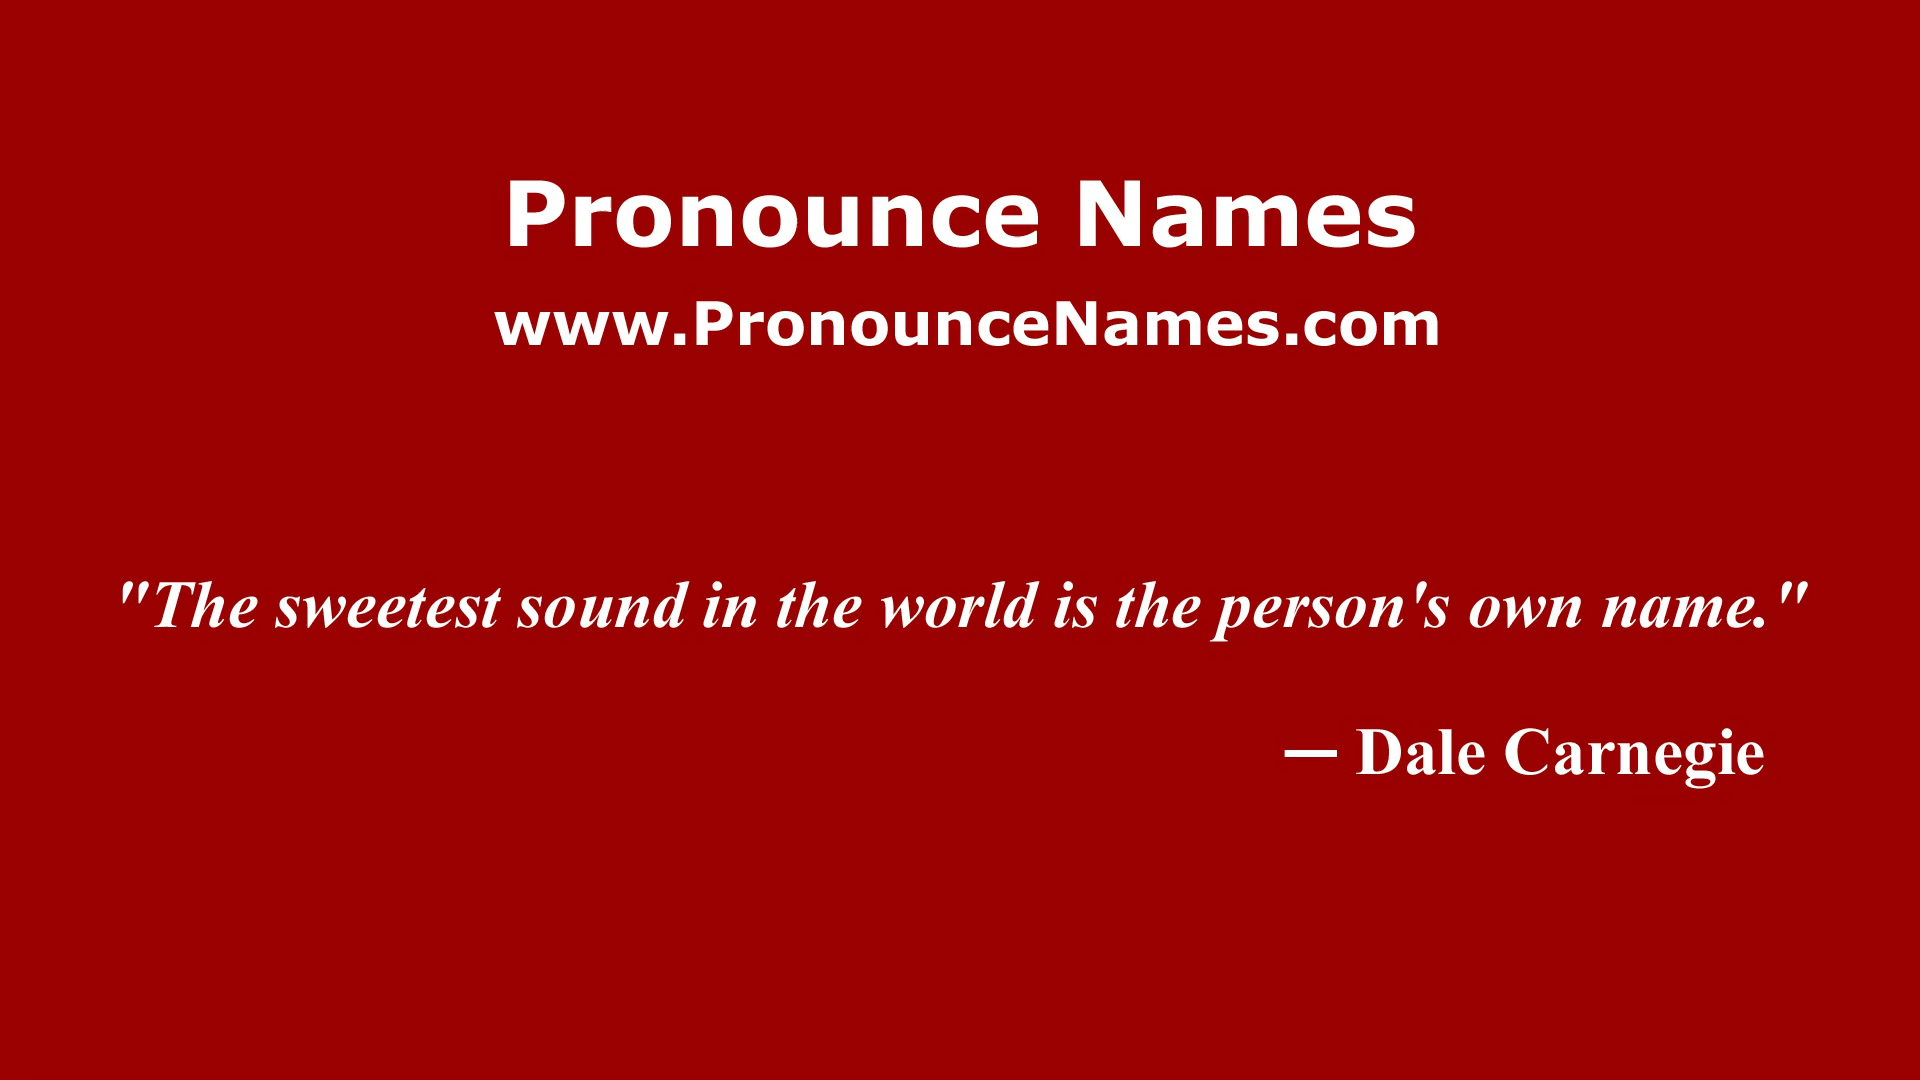 Pronounce Names
www.PronounceNames.com
"The sweetest sound in the world is the person's own name."
— Dale Carnegie